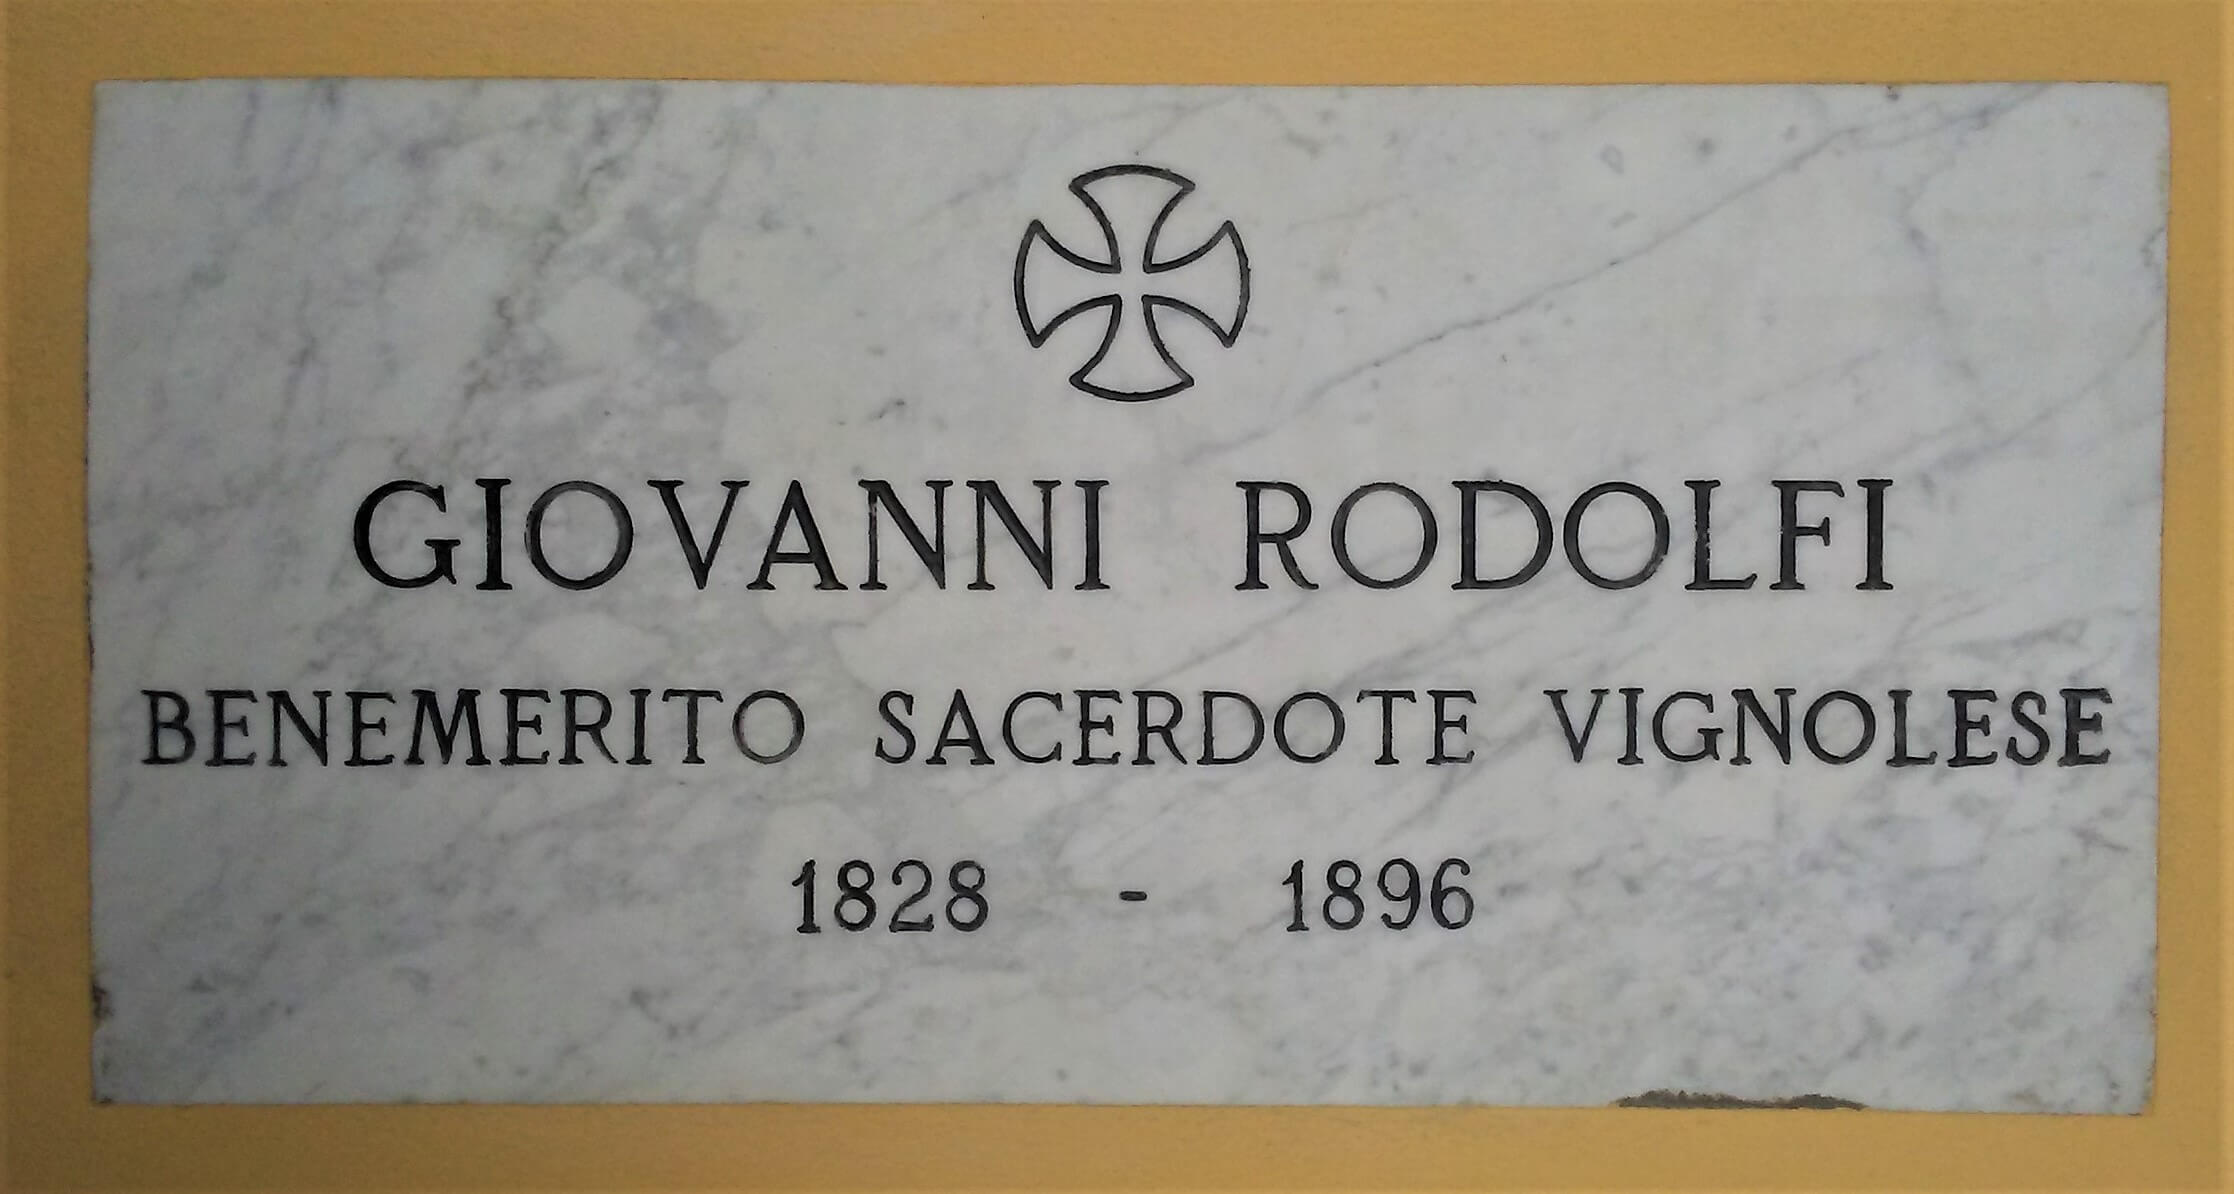 GIOVANNI RODOLFI
BENEMERITO SACERDOTE VIGNOLESE
1828 - 1896